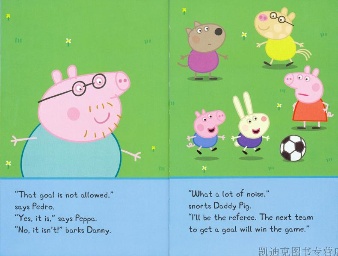 "That goal is not allowed,"
says Pedro.
"Yes, it is," says Peppa.
"No, it isn't!" barks Danny.
"What a lot of noise,"
snorts Daddy Pig.
"I'll be the referee. The next team
to get a goal will win the game."
凯迪克图书专营店